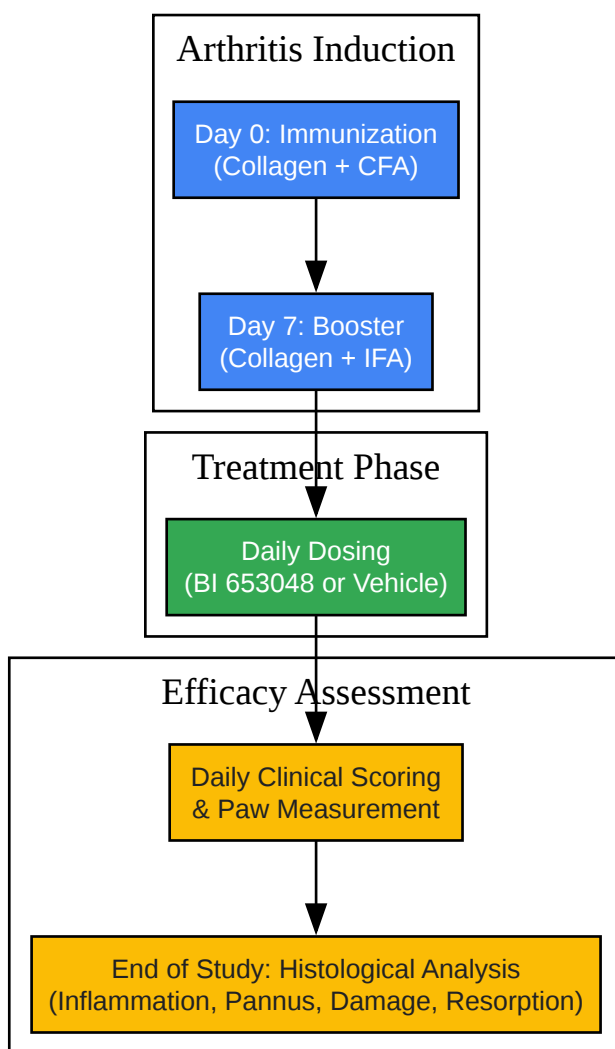 Arthritis Induction
Day 0: Immunization
(Collagen + CFA)
Day 7: Booster
(Collagen + IFA)
Treatment Phase
Daily Dosing
(BI 653048 or Vehicle)
Efficacy Assessment
Daily Clinical Scoring
& Paw Measurement
End of Study: Histological Analysis
(Inflammation, Pannus, Damage, Resorption)